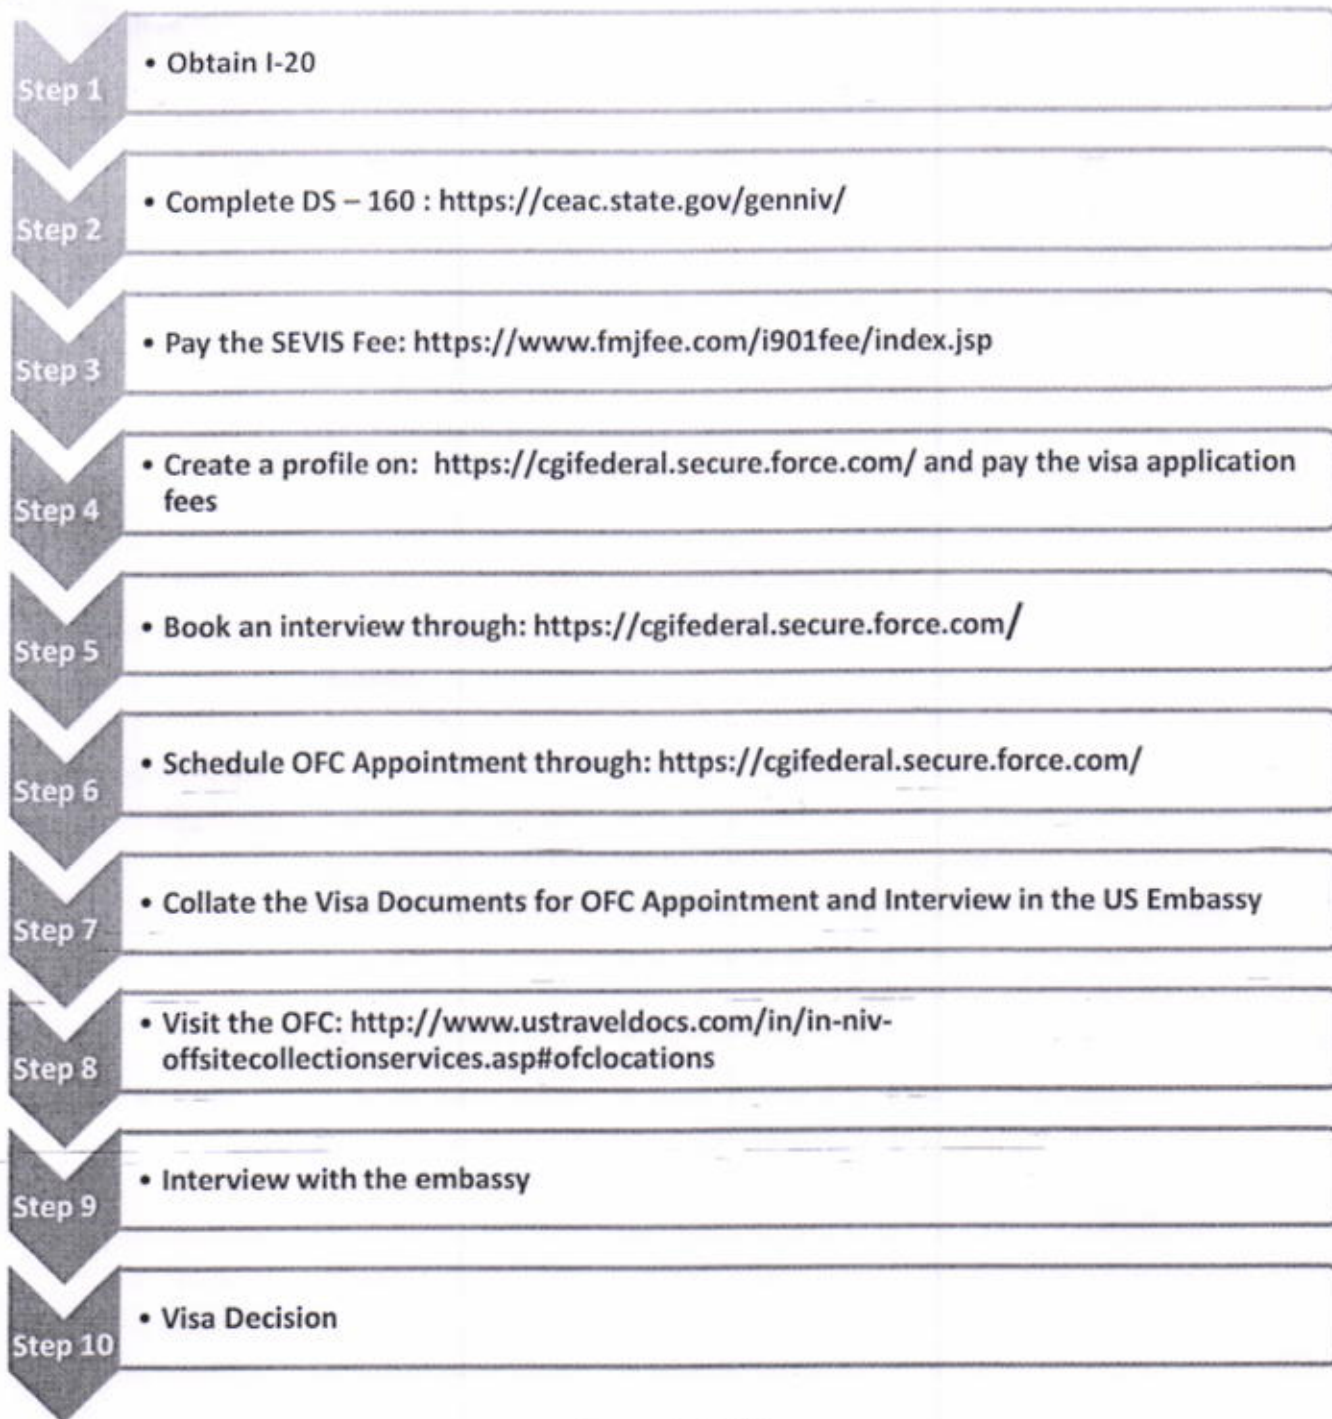 Step 1
• Obtain I-20
Step 2
• Complete DS – 160 : https://ceac.state.gov/genniv/
Step 3
• Pay the SEVIS Fee: https://www.fmjfee.com/i901fee/index.jsp
Step 4
• Create a profile on: https://cgifederal.secure.force.com/ and pay the visa application
fees
Step 5
• Book an interview through: https://cgifederal.secure.force.com/
Step 6
• Schedule OFC Appointment through: https://cgifederal.secure.force.com/
Step 7
• Collate the Visa Documents for OFC Appointment and Interview in the US Embassy
Step 8
• Visit the OFC: http://www.ustraveldocs.com/in/in-niv-
offsitecollectionservices.asp#ofclocations
Step 9
• Interview with the embassy
Step 10
• Visa Decision